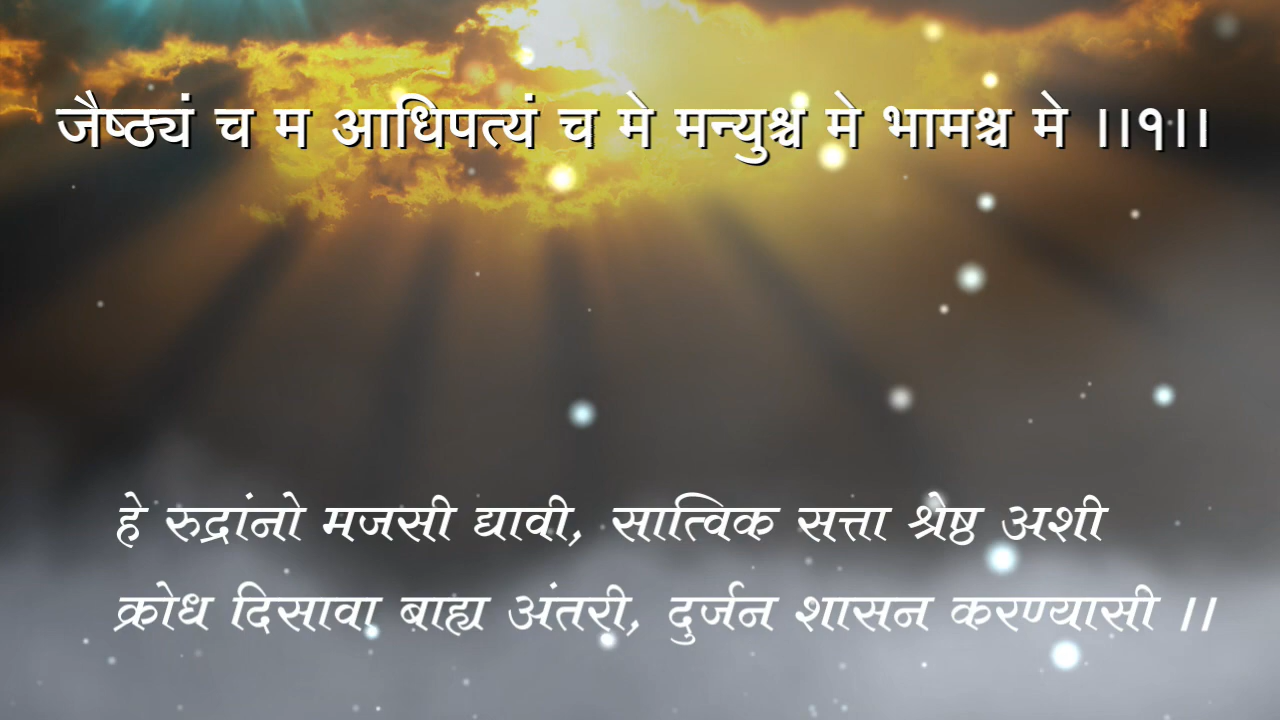 जैष्ठ्यं च म आधिपत्यं च मे मन्युश्च मे भामश्च मे ।।१।।
हे रुद्रांनो मजसी द्यावी, सात्विक सत्ता श्रेष्ठ अशी
क्रोध दिसावा बाह्य अंतरी, दुर्जन शासन करण्यासी ।।